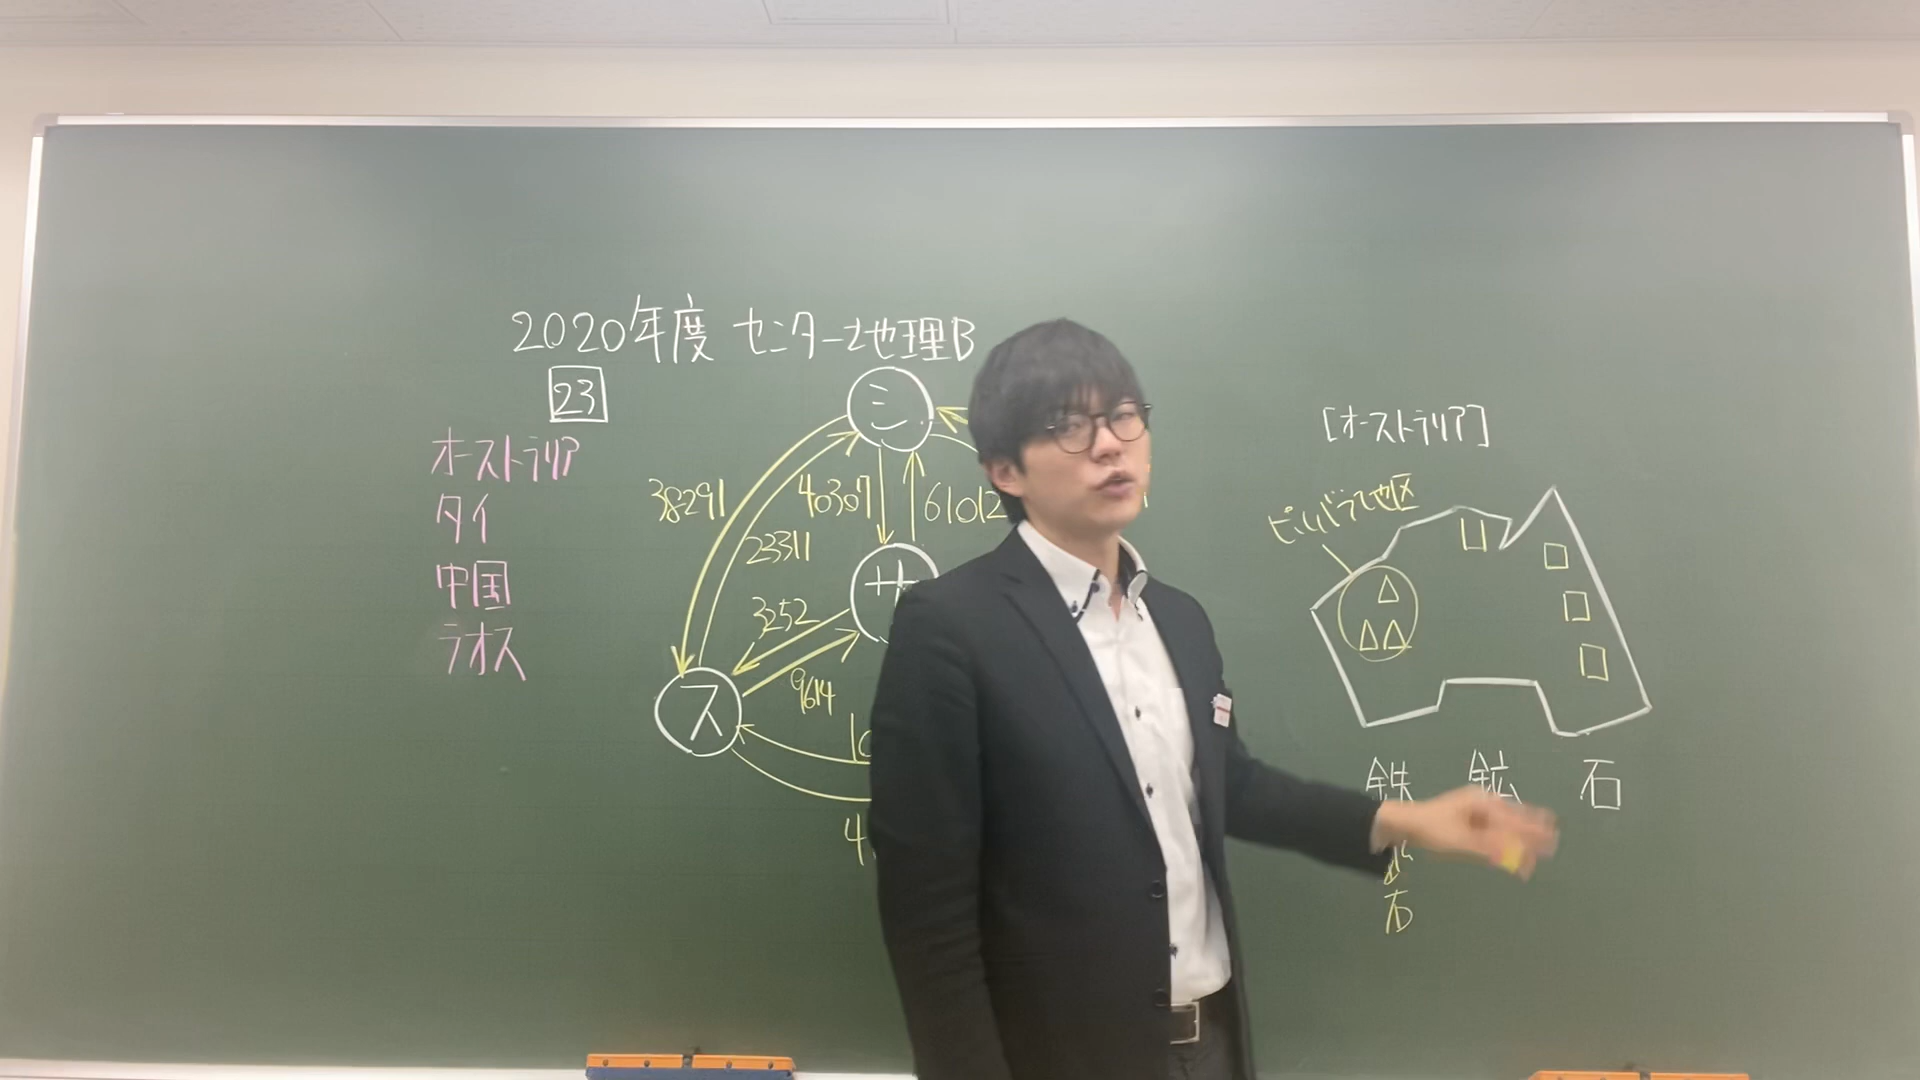 2020年度 センター地理B
23
オーストラリア
タイ
中国
ラオス
ミ
38291
40307
61012
23311
サ
3252
9614
ス
[オーストラリア]
ピルバラ地区
鉄 鉱 石
石